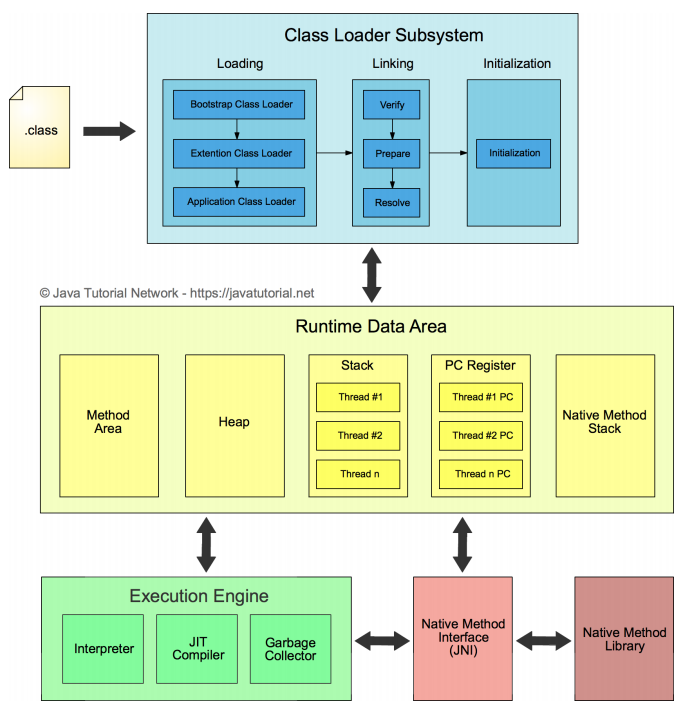 Class Loader Subsystem
Loading
Linking
Initialization
.class
Bootstrap Class Loader
Extention Class Loader
Application Class Loader
Verify
Prepare
Resolve
Initialization
© Java Tutorial Network - https://javatutorial.net
Runtime Data Area
Method
Area
Heap
Stack
Thread #1
Thread #2
Thread n
PC Register
Thread #1 PC
Thread #2 PC
Thread n PC
Native Method
Stack
Execution Engine
Interpreter
JIT
Compiler
Garbage
Collector
Native Method
Interface
(JNI)
Native Method
Library